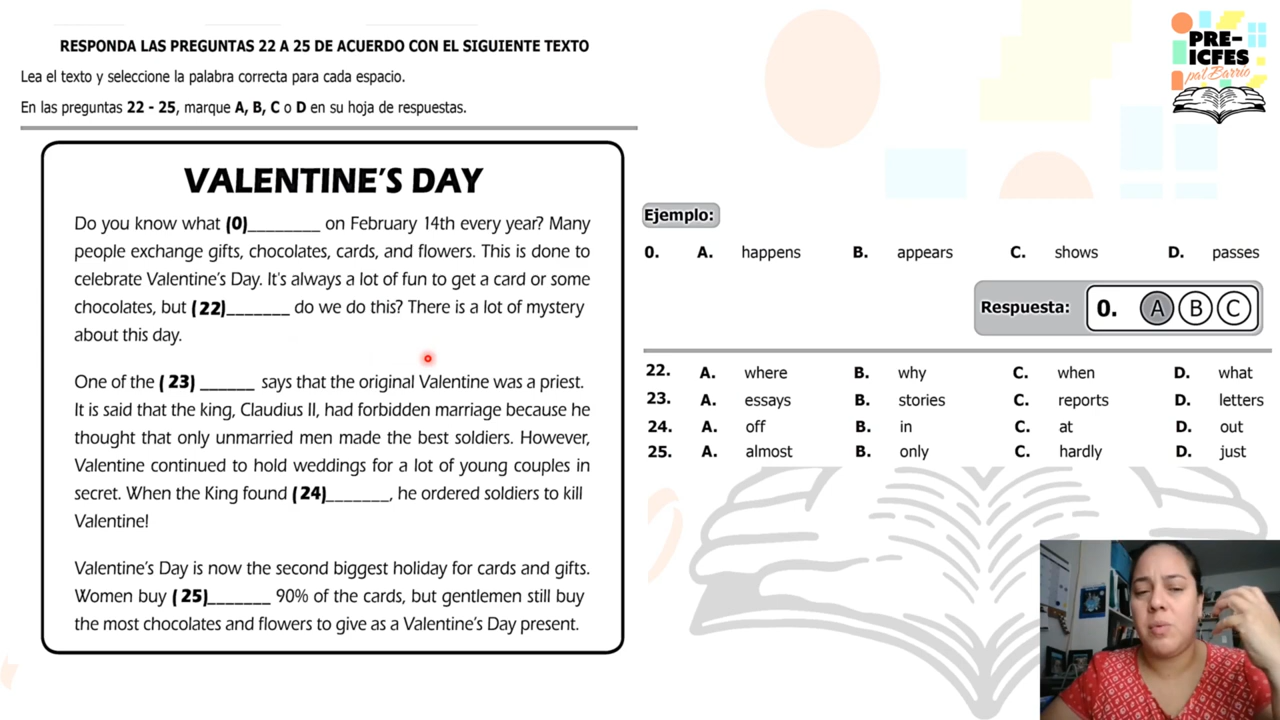 RESPONDA LAS PREGUNTAS 22 A 25 DE ACUERDO CON EL SIGUIENTE TEXTO
Lea el texto y seleccione la palabra correcta para cada espacio.
En las preguntas 22 - 25, marque A, B, C o D en su hoja de respuestas.
VALENTINE'S DAY
Do you know what (0)________ on February 14th every year? Many
people exchange gifts, chocolates, cards, and flowers. This is done to
celebrate Valentine's Day. It's always a lot of fun to get a card or some
chocolates, but (22)_______ do we do this? There is a lot of mystery
about this day.
One of the (23) ______ says that the original Valentine was a priest.
It is said that the king, Claudius II, had forbidden marriage because he
thought that only unmarried men made the best soldiers. However,
Valentine continued to hold weddings for a lot of young couples in
secret. When the King found (24)_______, he ordered soldiers to kill
Valentine!
Valentine's Day is now the second biggest holiday for cards and gifts.
Women buy (25)_______ 90% of the cards, but gentlemen still buy
the most chocolates and flowers to give as a Valentine's Day present.
PRE-
ICFES
pa'l Barrio
Ejemplo:
0. A. happens B. appears C. shows D. passes
Respuesta: 0. A B C
22. A. where B. why C. when D. what
23. A. essays B. stories C. reports D. letters
24. A. off B. in C. at D. out
25. A. almost B. only C. hardly D. just